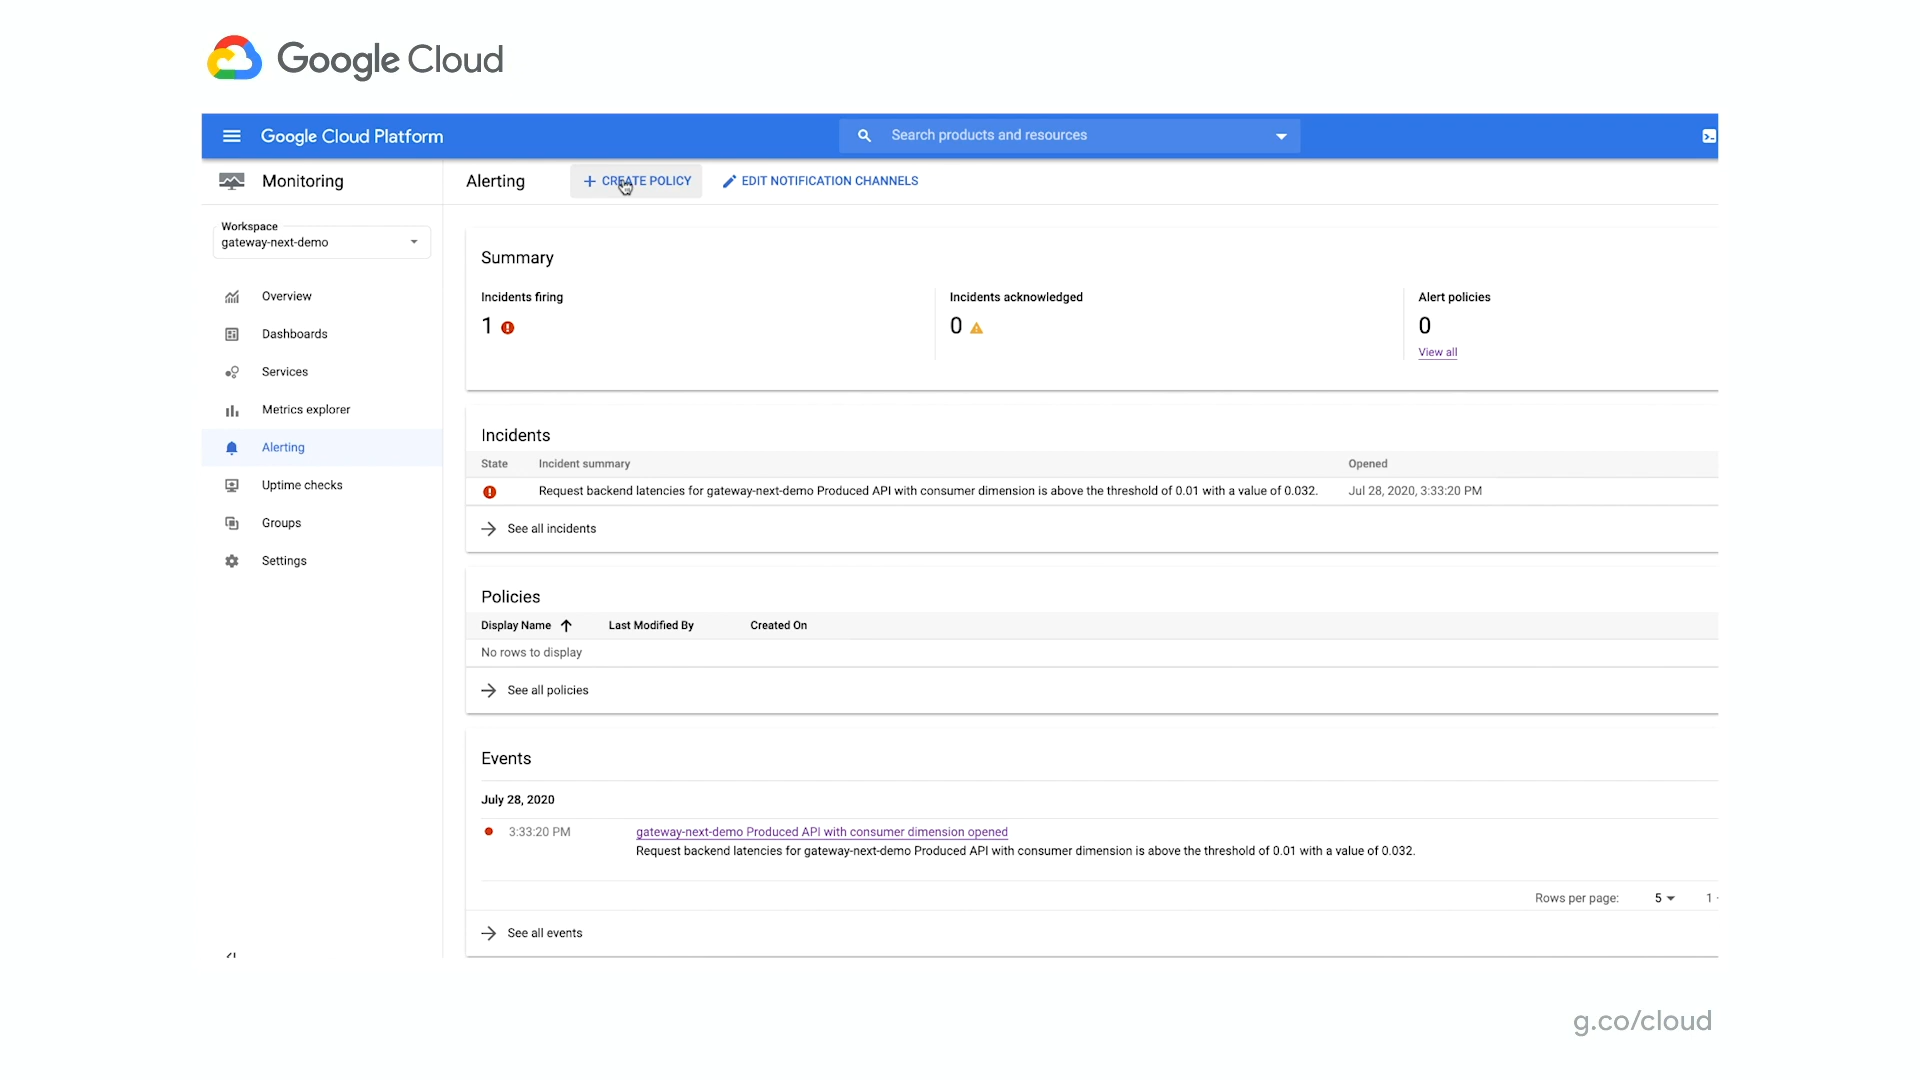 Google Cloud
Google Cloud Platform
Search products and resources
Monitoring
Alerting
CREATE POLICY
EDIT NOTIFICATION CHANNELS
Workspace
gateway-next-demo
Overview
Dashboards
Services
Metrics explorer
Alerting
Uptime checks
Groups
Settings
Summary
Incidents firing
1
Incidents acknowledged
0
Alert policies
0
View all
Incidents
State Incident summary Opened
Request backend latencies for gateway-next-demo Produced API with consumer dimension is above the threshold of 0.01 with a value of 0.032. Jul 28, 2020, 3:33:20 PM
See all incidents
Policies
Display Name Last Modified By Created On
No rows to display
See all policies
Events
July 28, 2020
3:33:20 PM gateway-next-demo Produced API with consumer dimension opened
Request backend latencies for gateway-next-demo Produced API with consumer dimension is above the threshold of 0.01 with a value of 0.032.
Rows per page: 5 1
See all events
g.co/cloud